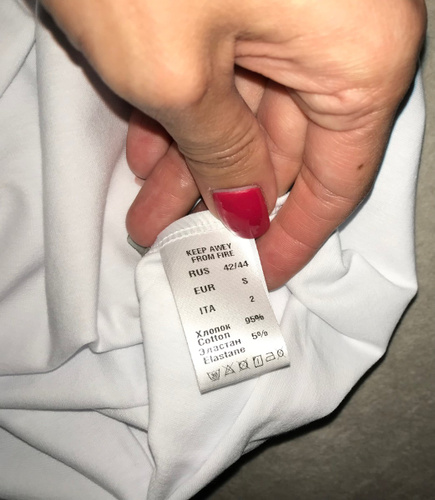 KEEP AWEY
FROM FIRE
RUS 42/44
EUR S
ITA 2
Хлопок 95%
Cotton
Эластан 5%
Elastane